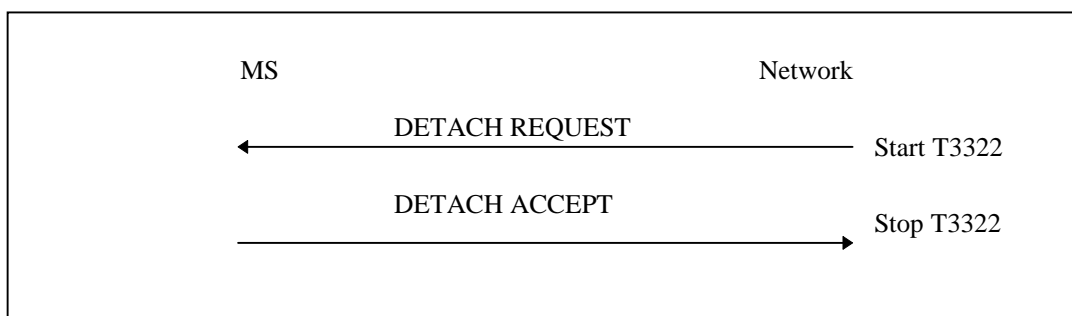 MS Network
DETACH REQUEST
Start T3322
DETACH ACCEPT
Stop T3322